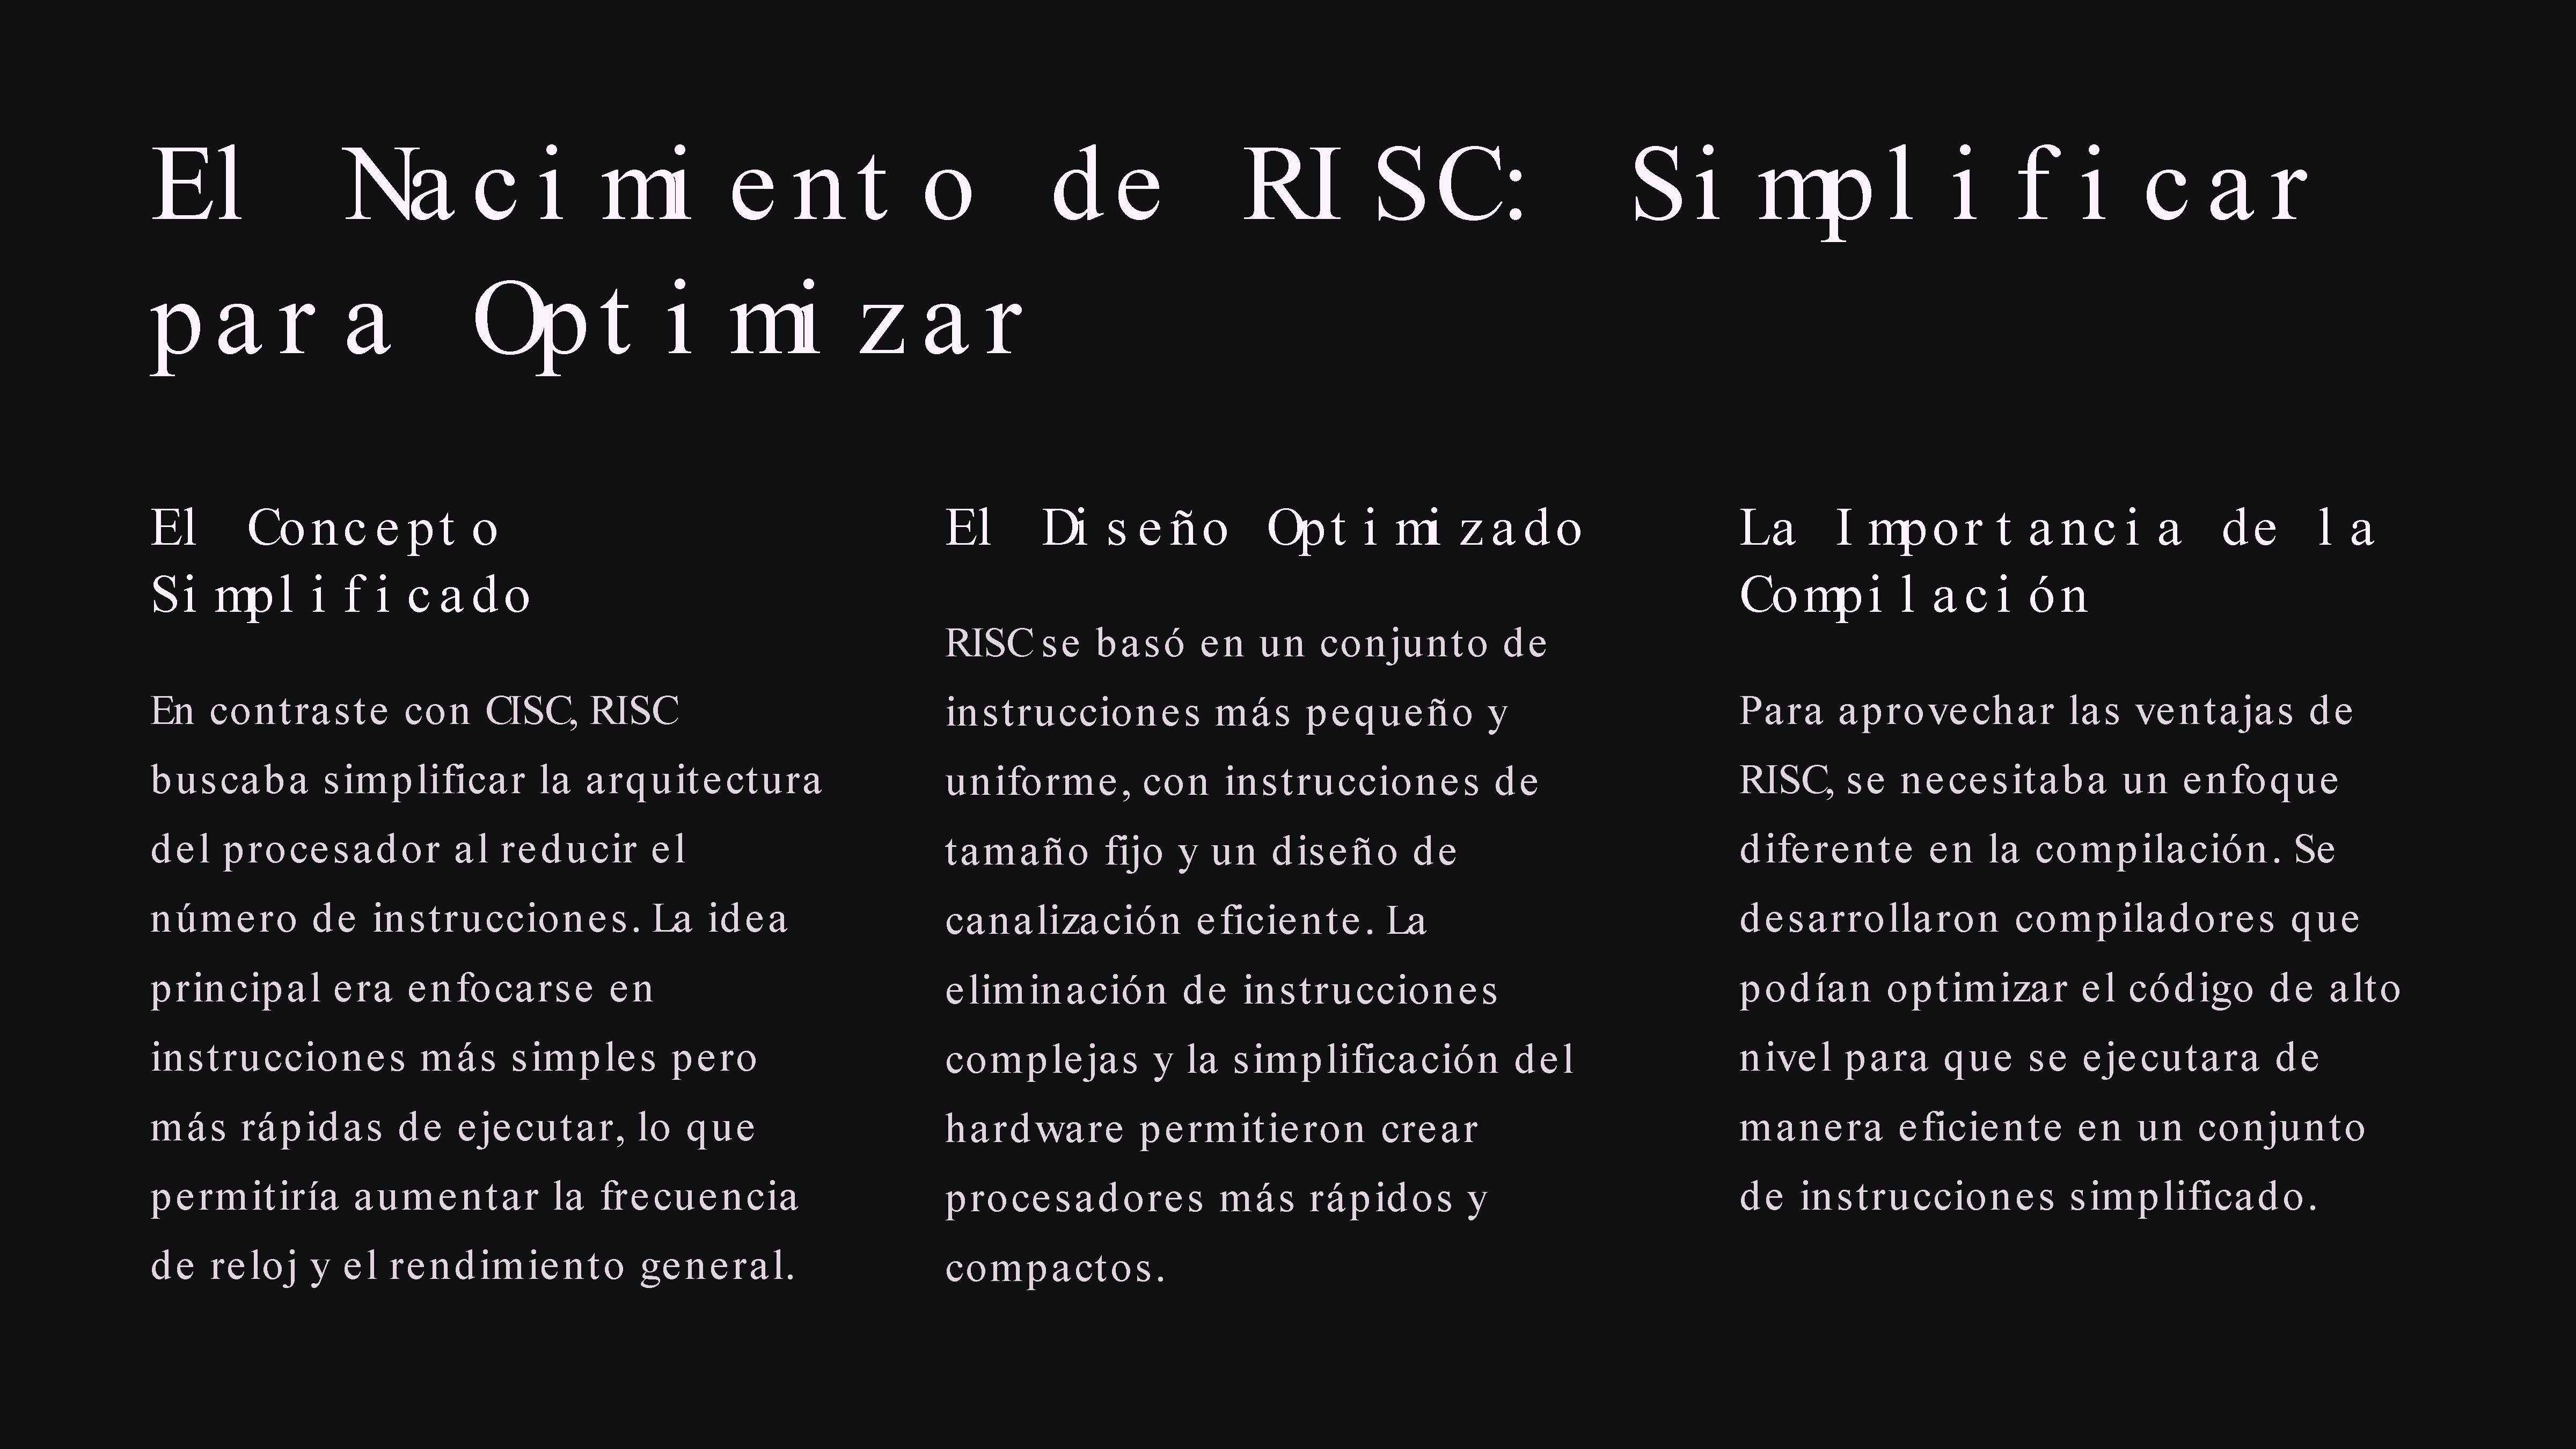 El Nacimiento de RISC: Simplificar
para Optimizar
El Concepto
Simplificado
En contraste con CISC, RISC
buscaba simplificar la arquitectura
del procesador al reducir el
número de instrucciones. La idea
principal era enfocarse en
instrucciones más simples pero
más rápidas de ejecutar, lo que
permitiría aumentar la frecuencia
de reloj y el rendimiento general.
El Diseño Optimizado
RISC se basó en un conjunto de
instrucciones más pequeño y
uniforme, con instrucciones de
tamaño fijo y un diseño de
canalización eficiente. La
eliminación de instrucciones
complejas y la simplificación del
hardware permitieron crear
procesadores más rápidos y
compactos.
La Importancia de la
Compilación
Para aprovechar las ventajas de
RISC, se necesitaba un enfoque
diferente en la compilación. Se
desarrollaron compiladores que
podían optimizar el código de alto
nivel para que se ejecutara de
manera eficiente en un conjunto
de instrucciones simplificado.